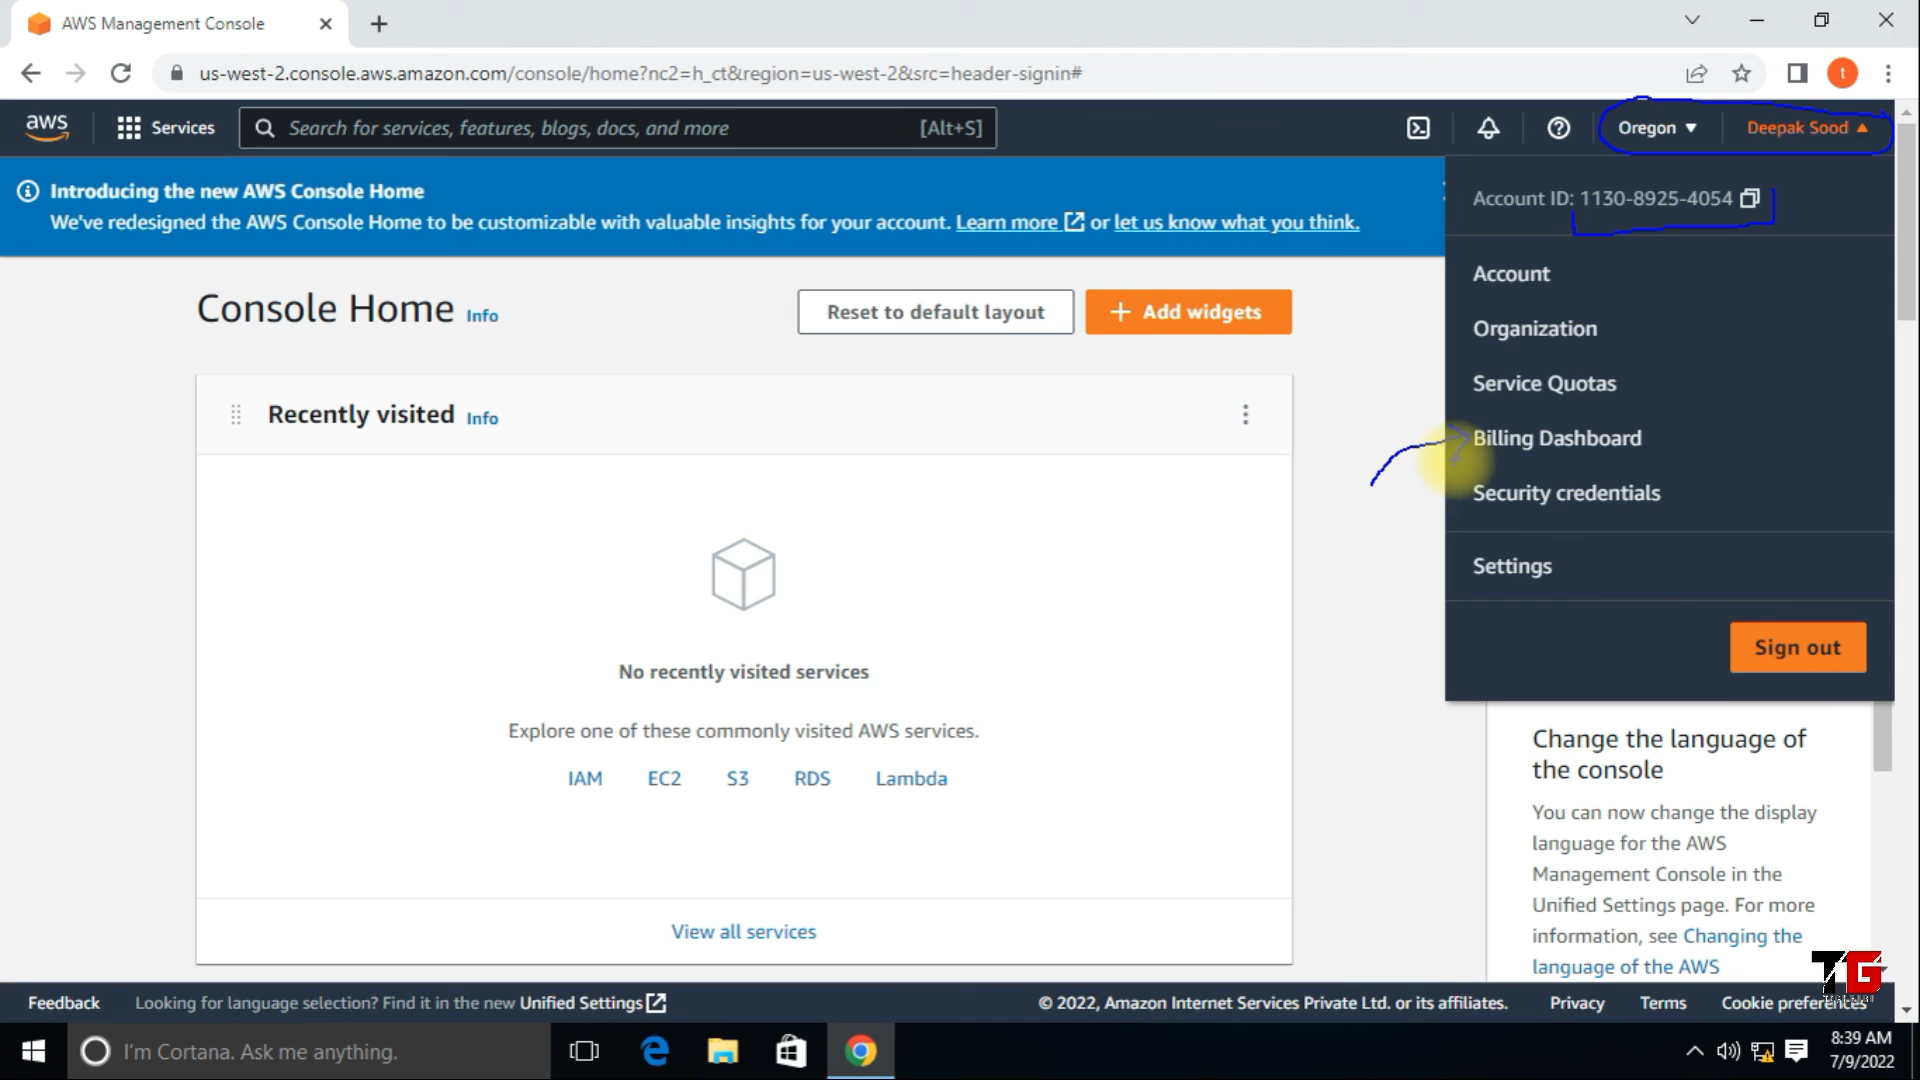 AWS Management Console
us-west-2.console.aws.amazon.com/console/home?nc2=h_ct&region=us-west-2&src=header-signin#
t
aws
Services
Search for services, features, blogs, docs, and more
[Alt+S]
Oregon
Deepak Sood
Introducing the new AWS Console Home
We've redesigned the AWS Console Home to be customizable with valuable insights for your account. Learn more or let us know what you think.
Account ID: 1130-8925-4054
Account
Organization
Service Quotas
Billing Dashboard
Security credentials
Settings
Sign out
Console Home Info
Reset to default layout
+ Add widgets
Recently visited Info
No recently visited services
Explore one of these commonly visited AWS services.
IAM EC2 S3 RDS Lambda
View all services
Change the language of
the console
You can now change the display
language for the AWS
Management Console in the
Unified Settings page. For more
information, see Changing the
language of the AWS
TG
Feedback
Looking for language selection? Find it in the new Unified Settings
© 2022, Amazon Internet Services Private Ltd. or its affiliates.
Privacy
Terms
Cookie preferences
I'm Cortana. Ask me anything.
8:39 AM
7/9/2022